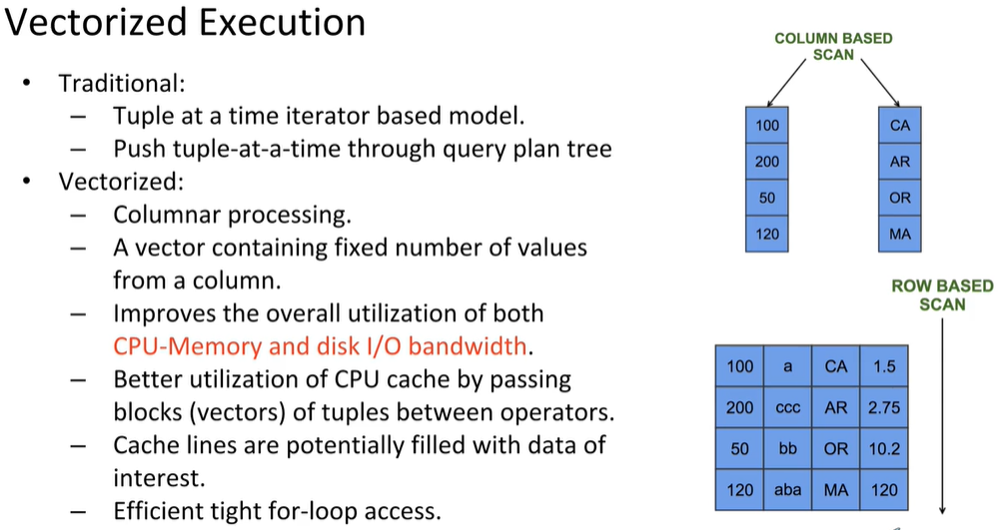 Vectorized Execution
• Traditional:
– Tuple at a time iterator based model.
– Push tuple-at-a-time through query plan tree
• Vectorized:
– Columnar processing.
– A vector containing fixed number of values
from a column.
– Improves the overall utilization of both
CPU-Memory and disk I/O bandwidth.
– Better utilization of CPU cache by passing
blocks (vectors) of tuples between operators.
– Cache lines are potentially filled with data of
interest.
– Efficient tight for-loop access.
COLUMN BASED
SCAN
100 CA
200 AR
50 OR
120 MA
ROW BASED
SCAN
100 a CA 1.5
200 ccc AR 2.75
50 bb OR 10.2
120 aba MA 120